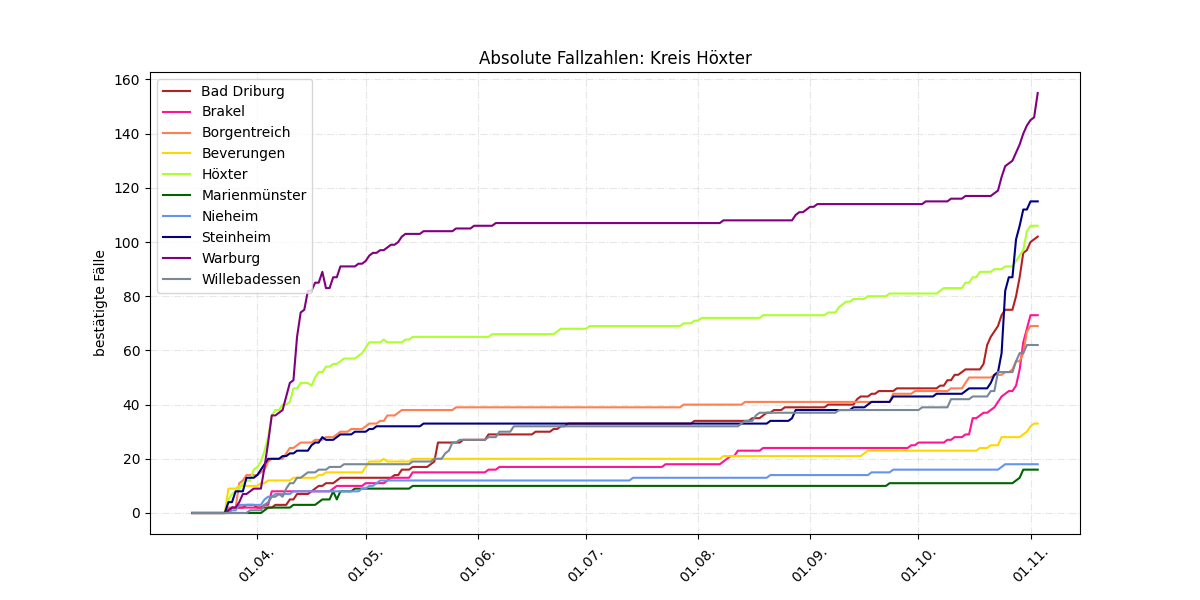 Absolute Fallzahlen: Kreis Höxter
bestätigte Fälle
160
140
120
100
80
60
40
20
0
Bad Driburg
Brakel
Borgentreich
Beverungen
Höxter
Marienmünster
Nieheim
Steinheim
Warburg
Willebadessen
01.04.
01.05.
01.06.
01.07.
01.08.
01.09.
01.10.
01.11.